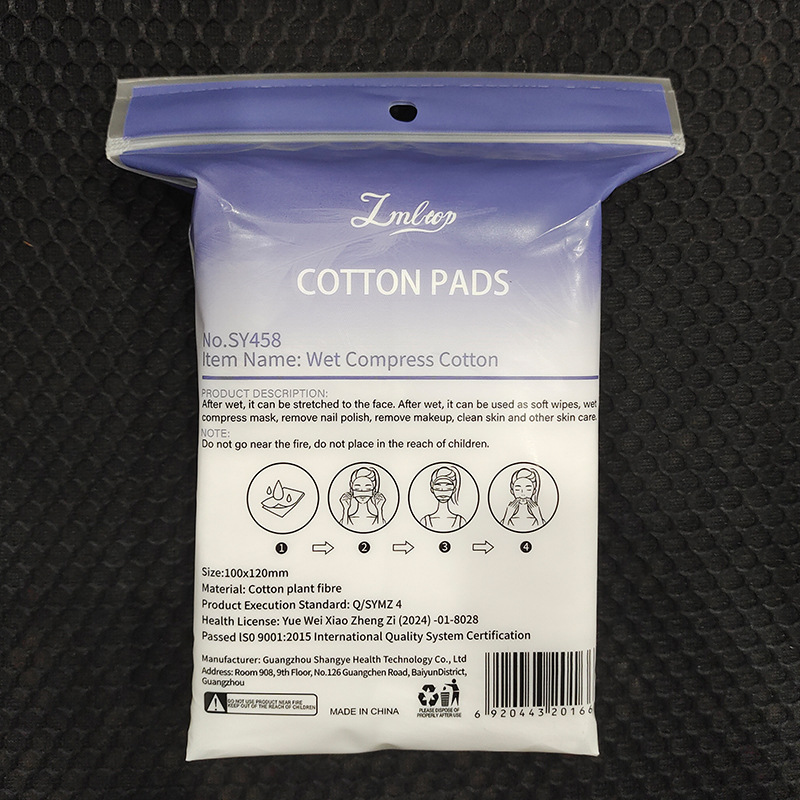 Zmltop
COTTON PADS
No.SY458
Item Name: Wet Compress Cotton
PRODUCT DESCRIPTION:
After wet, it can be stretched to the face. After wet, it can be used as soft wipes, wet
compress mask, remove nail polish, remove makeup, clean skin and other skin care.
NOTE:
Do not go near the fire, do not place in the reach of children.
1 2 3 4
Size:100x120mm
Material: Cotton plant fibre
Product Execution Standard: Q/SYMZ 4
Health License: Yue Wei Xiao Zheng Zi (2024) -01-8028
Passed ISO 9001:2015 International Quality System Certification
Manufacturer: Guangzhou Shangye Health Technology Co., Ltd
Address: Room 908, 9th Floor, No.126 Guangchen Road, BaiyunDistrict,
Guangzhou
DO NOT USE PRODUCT NEAR FIRE
KEEP OUT OF THE REACH OF CHILDREN
MADE IN CHINA
PLEASE DISPOSE OF
PROPERLY AFTER USE
6 920443 20166